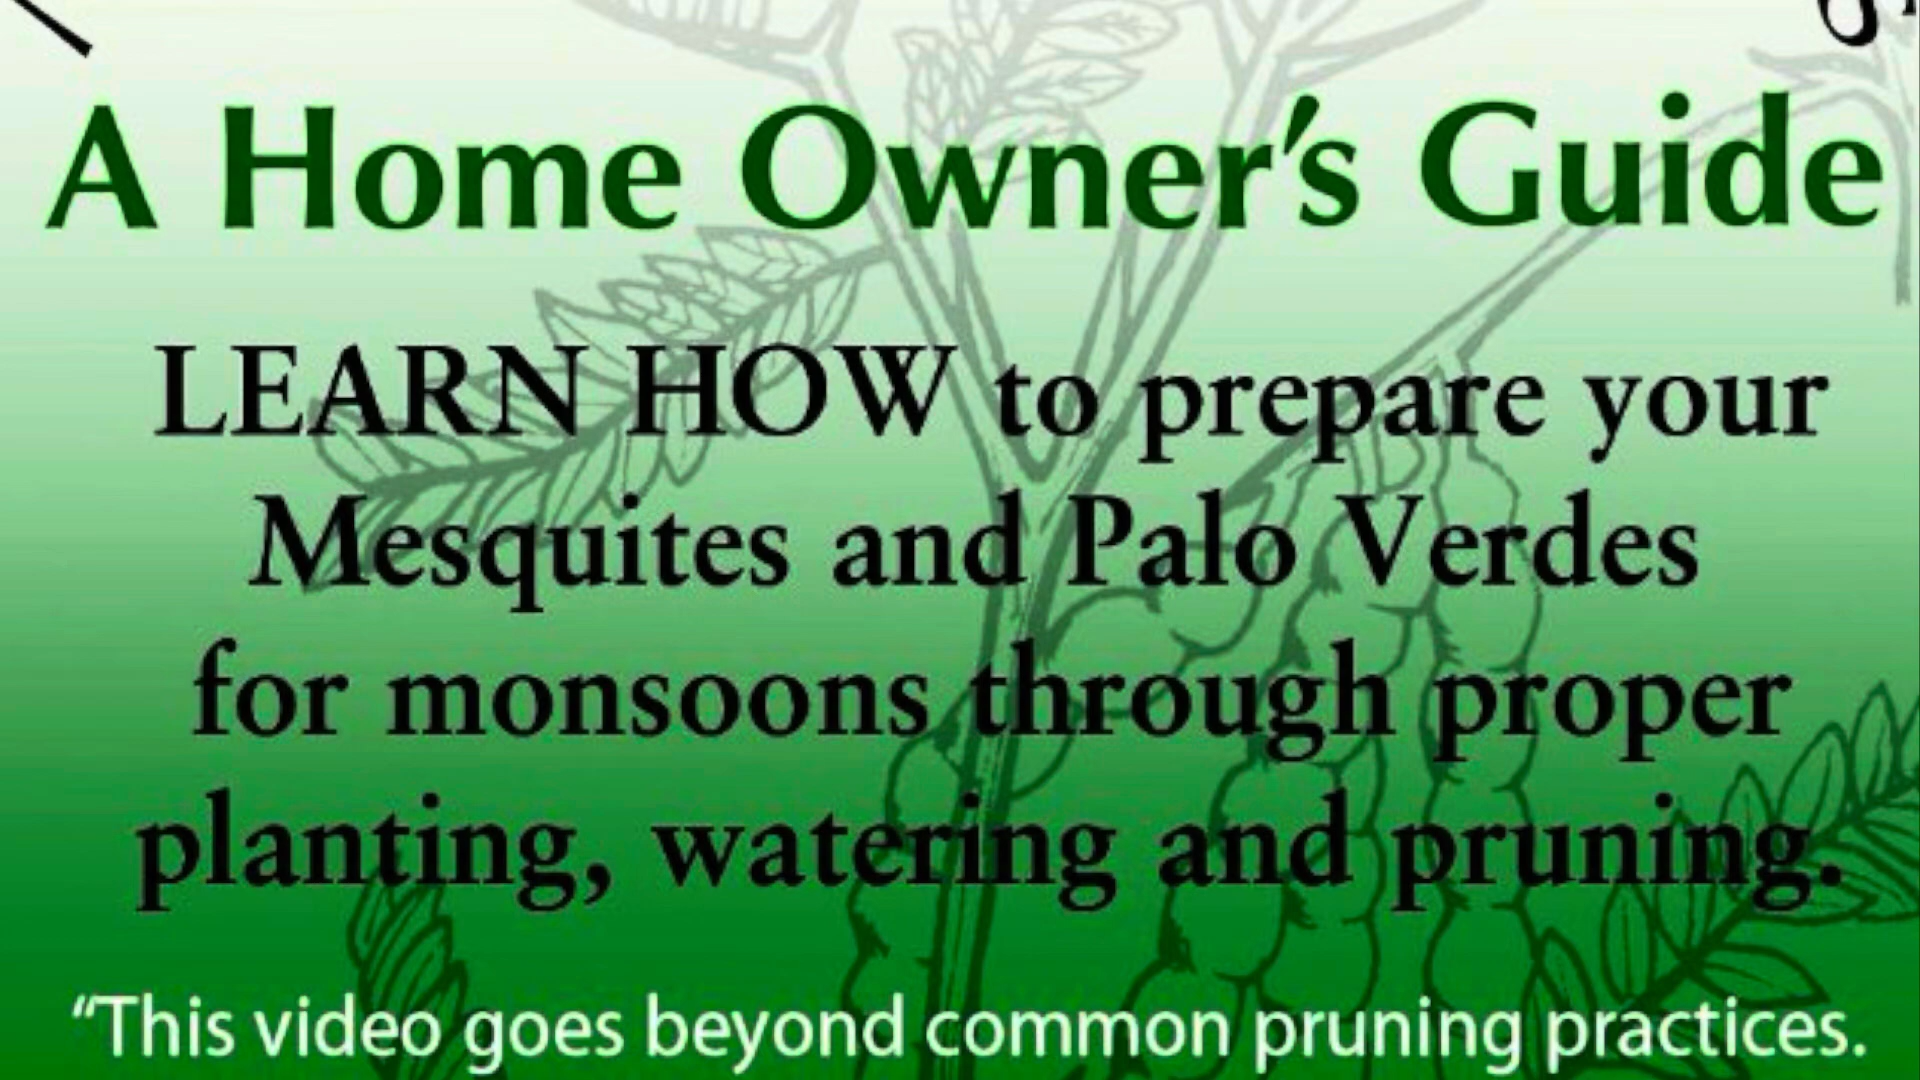 A Home Owner's Guide
LEARN HOW to prepare your
Mesquites and Palo Verdes
for monsoons through proper
planting, watering and pruning.
“This video goes beyond common pruning practices.